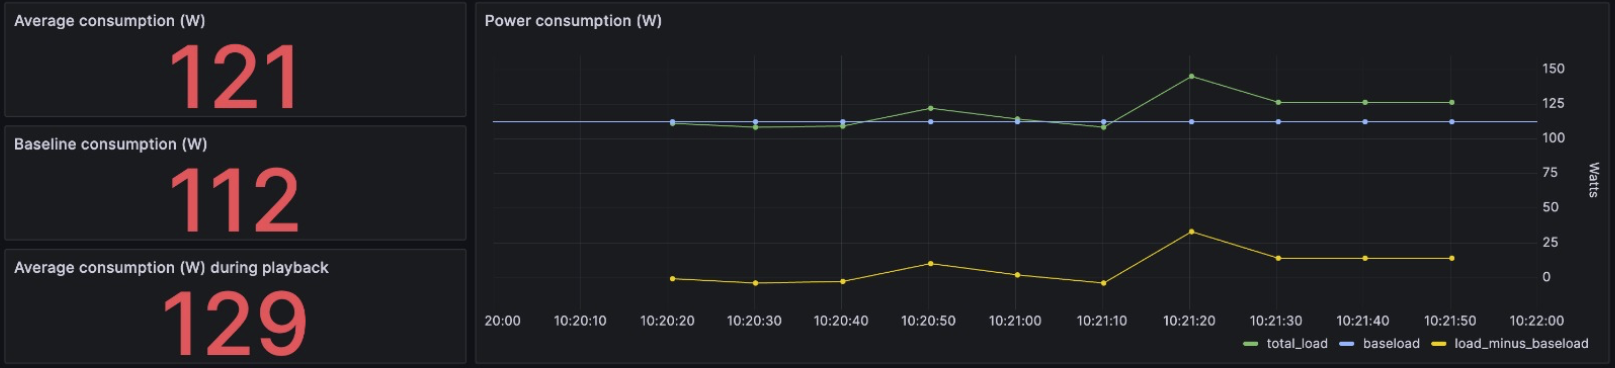 Average consumption (W)
121
Baseline consumption (W)
112
Average consumption (W) during playback
129
Power consumption (W)
150
125
100
75
50
25
0
Watts
20:00 10:20:10 10:20:20 10:20:30 10:20:40 10:20:50 10:21:00 10:21:10 10:21:20 10:21:30 10:21:40 10:21:50 10:22:00
total_load baseload load_minus_baseload